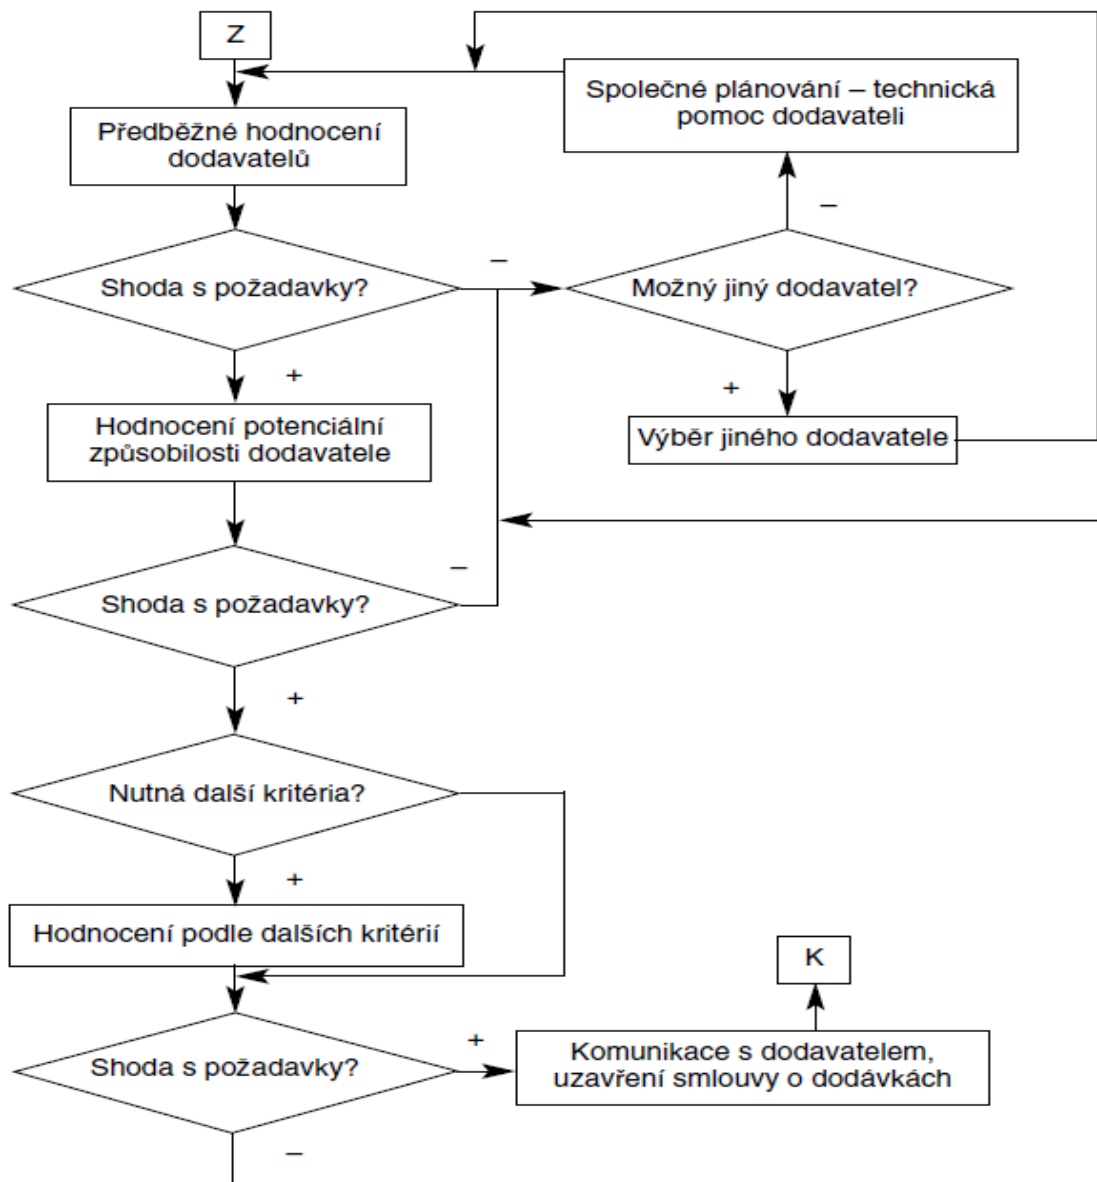 Z
Společné plánování – technická
pomoc dodavateli
Předběžné hodnocení
dodavatelů
–
–
Shoda s požadavky?
Možný jiný dodavatel?
+
+
Hodnocení potenciální
způsobilosti dodavatele
Výběr jiného dodavatele
–
Shoda s požadavky?
+
Nutná další kritéria?
+
Hodnocení podle dalších kritérií
K
+
Shoda s požadavky?
Komunikace s dodavatelem,
uzavření smlouvy o dodávkách
–